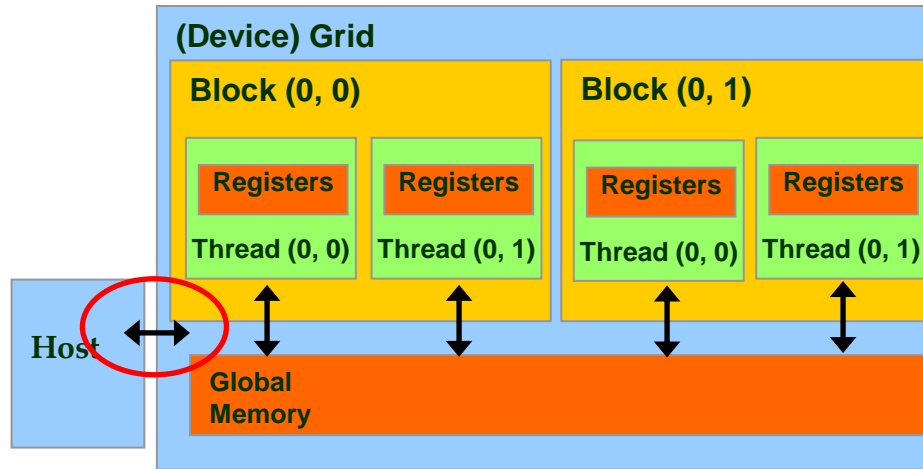 (Device) Grid
Block (0, 0)
Block (0, 1)
Registers
Registers
Registers
Registers
Thread (0, 0)
Thread (0, 1)
Thread (0, 0)
Thread (0, 1)
Host
Global
Memory